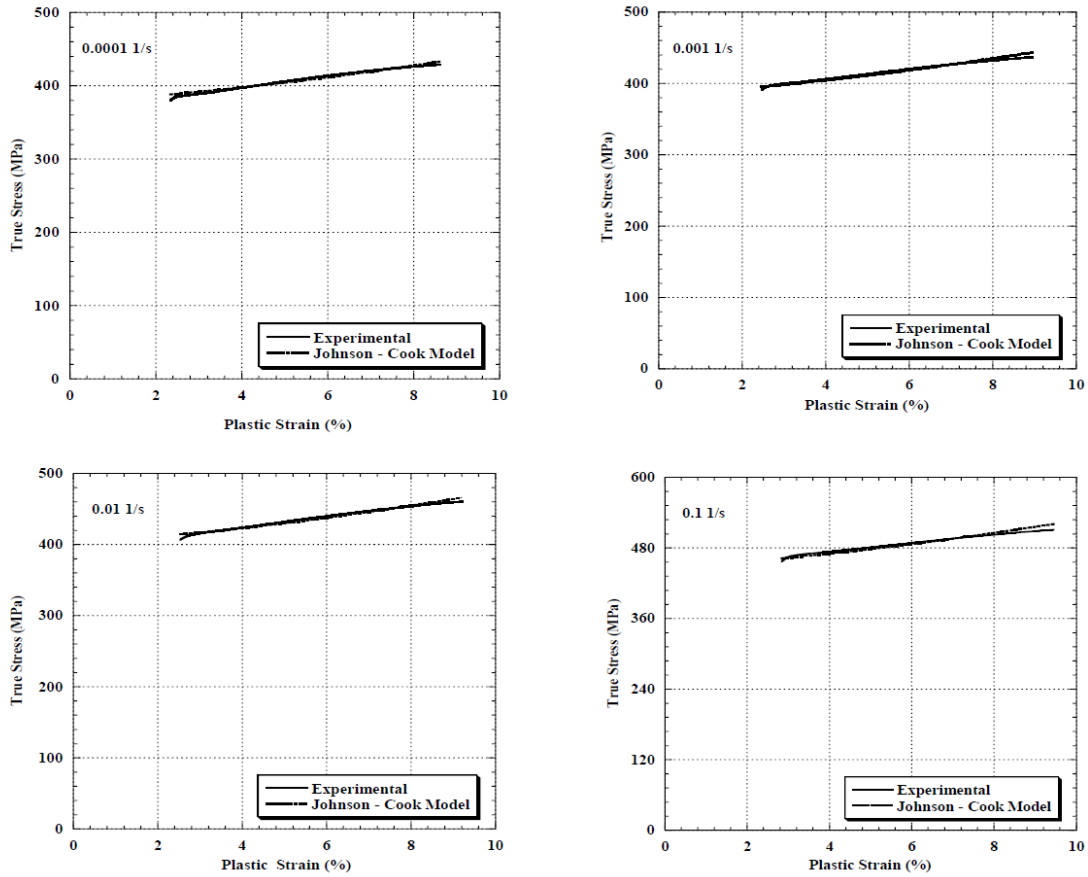 500
0.0001 1/s
400
300
200
100
0
True Stress (MPa)
Experimental
Johnson - Cook Model
0 2 4 6 8 10
Plastic Strain (%)
500
0.001 1/s
400
300
200
100
0
True Stress (MPa)
Experimental
Johnson - Cook Model
0 2 4 6 8 10
Plastic Strain (%)
500
0.01 1/s
400
300
200
100
0
True Stress (MPa)
Experimental
Johnson - Cook Model
0 2 4 6 8 10
Plastic Strain (%)
600
0.1 1/s
480
360
240
120
0
True Stress (MPa)
Experimental
Johnson - Cook Model
0 2 4 6 8 10
Plastic Strain (%)